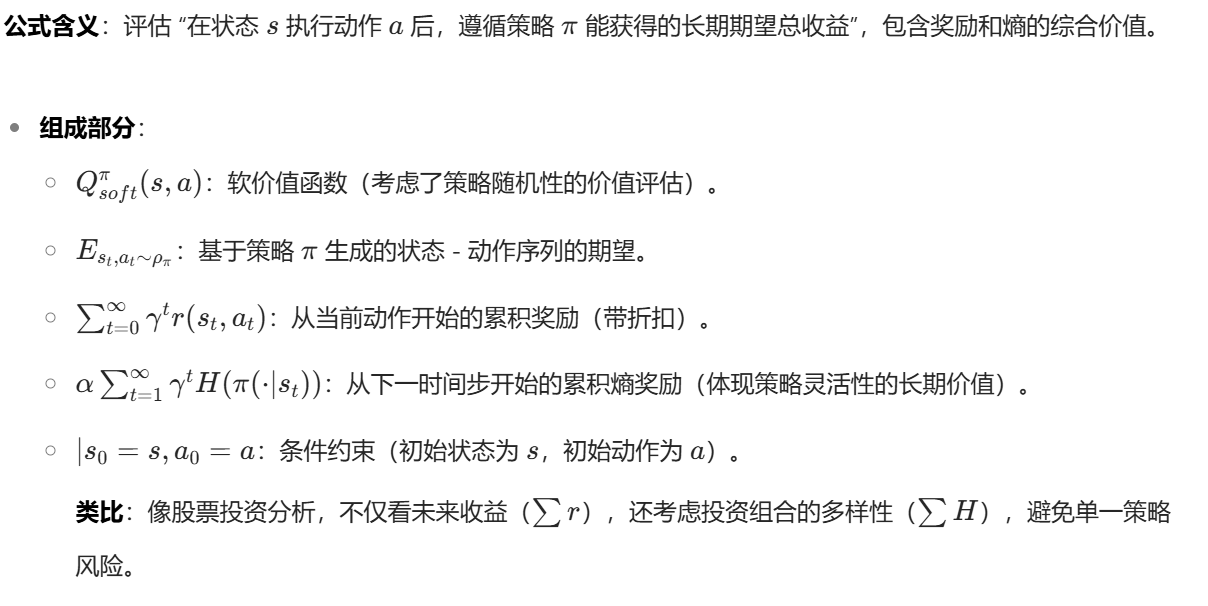 公式含义：评估 “在状态 s 执行动作 a 后，遵循策略 π 能获得的长期期望总收益”，包含奖励和熵的综合价值。
• 组成部分：
○ $Q^{\pi}_{soft}(s,a)$：软价值函数（考虑了策略随机性的价值评估）。
○ $E_{s_t,a_t\sim\rho_\pi}$：基于策略 π 生成的状态 - 动作序列的期望。
○ $\sum_{t=0}^{\infty}\gamma^t r(s_t,a_t)$：从当前动作开始的累积奖励（带折扣）。
○ $\alpha\sum_{t=1}^{\infty}\gamma^t H(\pi(\cdot|s_t))$：从下一时间步开始的累积熵奖励（体现策略灵活性的长期价值）。
○ $|s_0=s,a_0=a$：条件约束（初始状态为 s，初始动作为 a）。
类比：像股票投资分析，不仅看未来收益（$\sum r$），还考虑投资组合的多样性（$\sum H$），避免单一策略
风险。